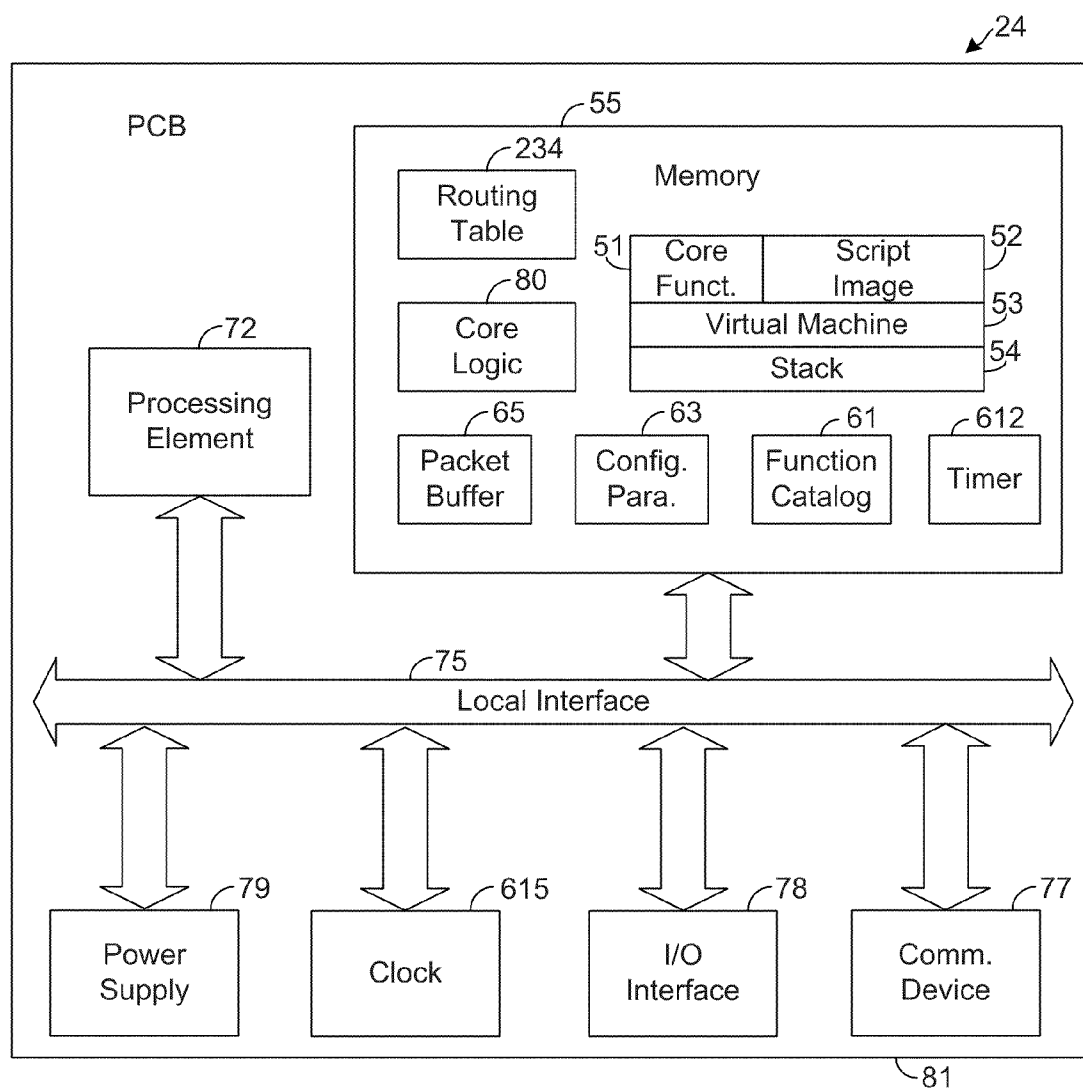 24
PCB
55
234
Memory
Routing
Table
51
Core
Funct.
Script
Image
52
80
Core
Logic
Virtual Machine
53
Stack
54
72
Processing
Element
65
Packet
Buffer
63
Config.
Para.
61
Function
Catalog
612
Timer
75
Local Interface
79
Power
Supply
615
Clock
78
I/O
Interface
77
Comm.
Device
81